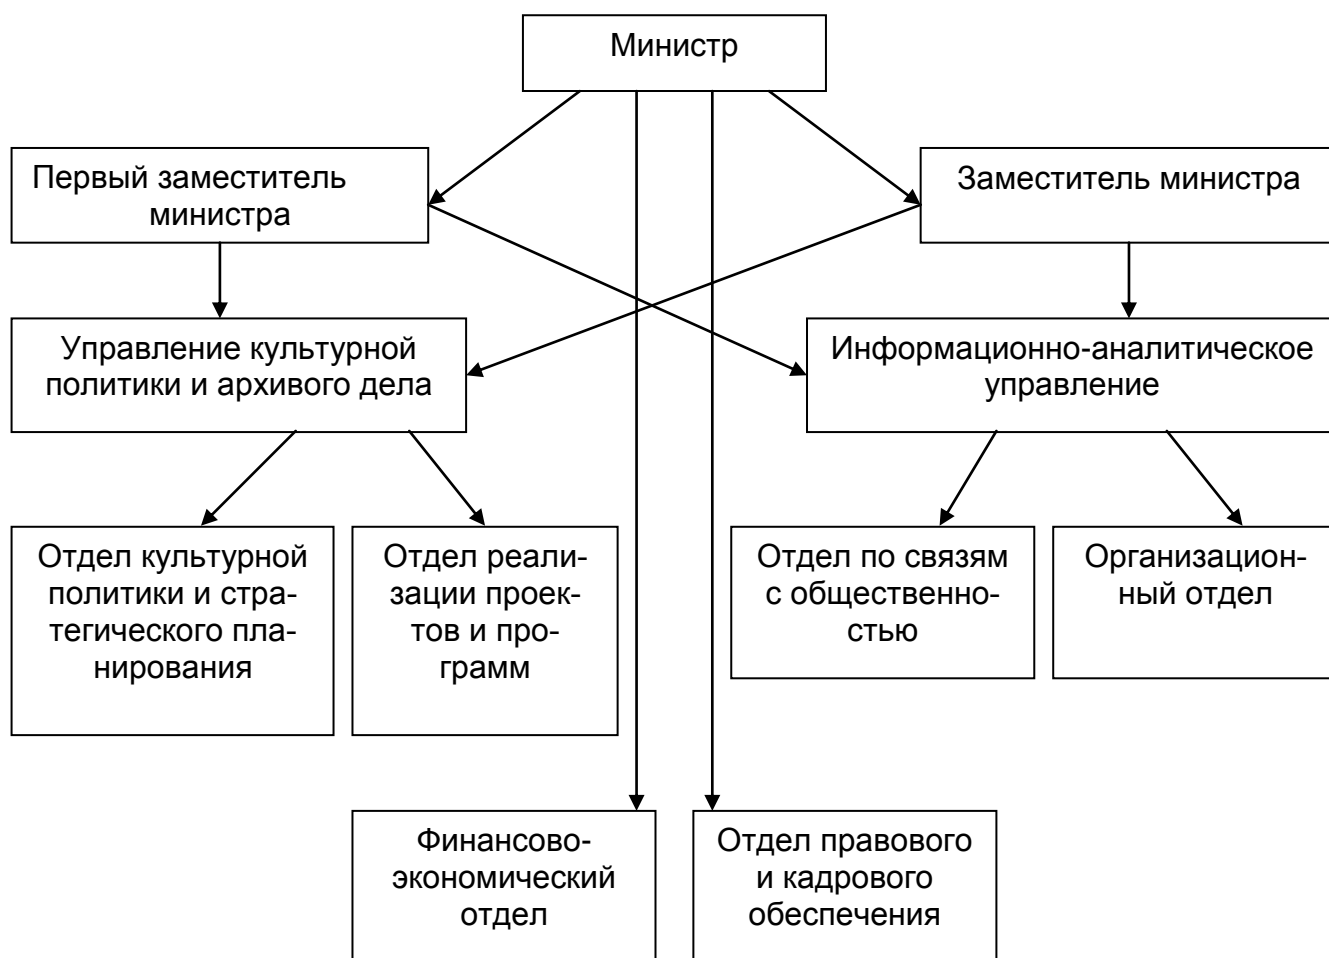 Министр
Первый заместитель
министра
Заместитель министра
Управление культурной
политики и архивого дела
Информационно-аналитическое
управление
Отдел культурной
политики и стра-
тегического пла-
нирования
Отдел реали-
зации проек-
тов и про-
грамм
Отдел по связям
с общественно-
стью
Организацион-
ный отдел
Финансово-
экономический
отдел
Отдел правового
и кадрового
обеспечения